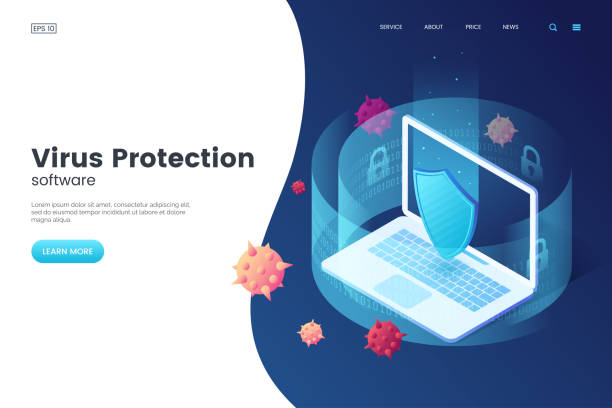 EPS 10
SERVICE ABOUT PRICE NEWS
Virus Protection
software
Lorem ipsum dolor sit amet, consectetur adipiscing elit,
sed do eiusmod tempor incididunt ut labore et dolore
magna aliqua.
LEARN MORE